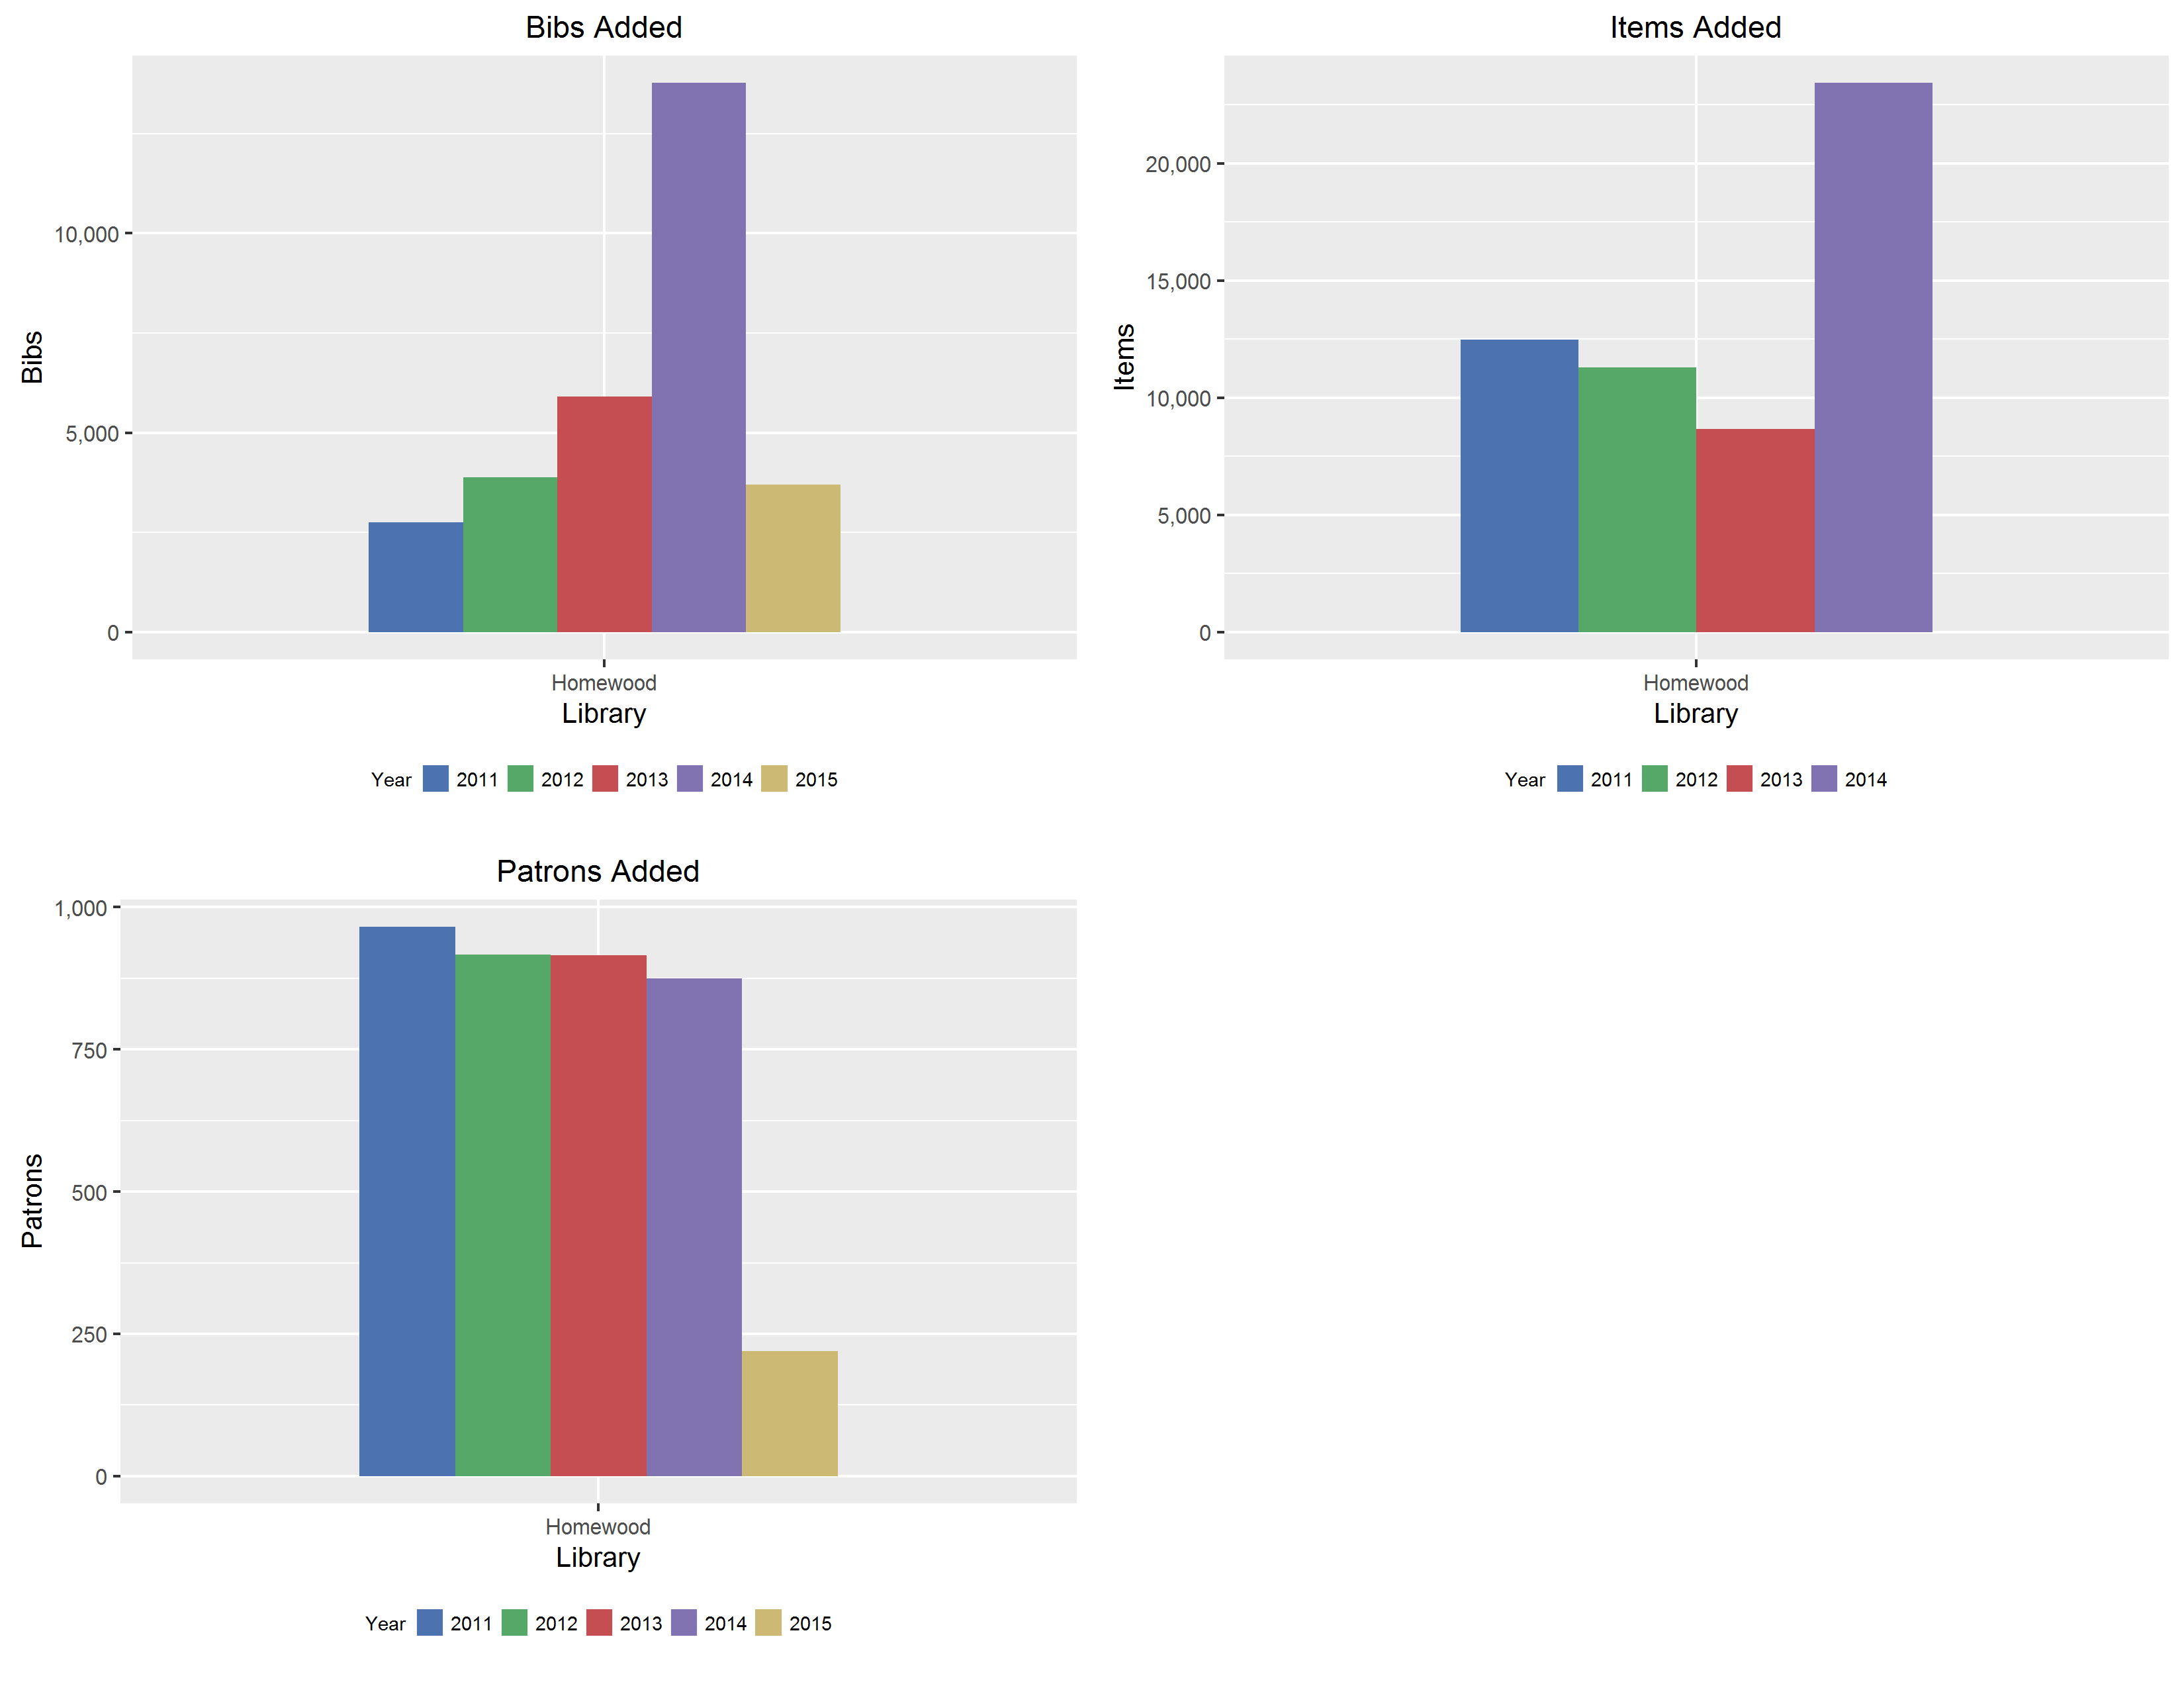 Bibs Added
Bibs
10,000
5,000
0
Homewood
Library
Year 2011 2012 2013 2014 2015
Items Added
Items
20,000
15,000
10,000
5,000
0
Homewood
Library
Year 2011 2012 2013 2014
Patrons Added
Patrons
1,000
750
500
250
0
Homewood
Library
Year 2011 2012 2013 2014 2015